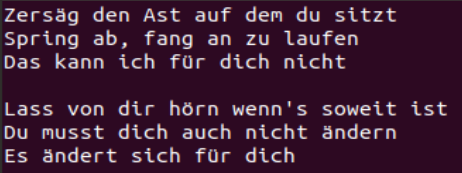 Zersäg den Ast auf dem du sitzt
Spring ab, fang an zu laufen
Das kann ich für dich nicht

Lass von dir hörn wenn's soweit ist
Du musst dich auch nicht ändern
Es ändert sich für dich